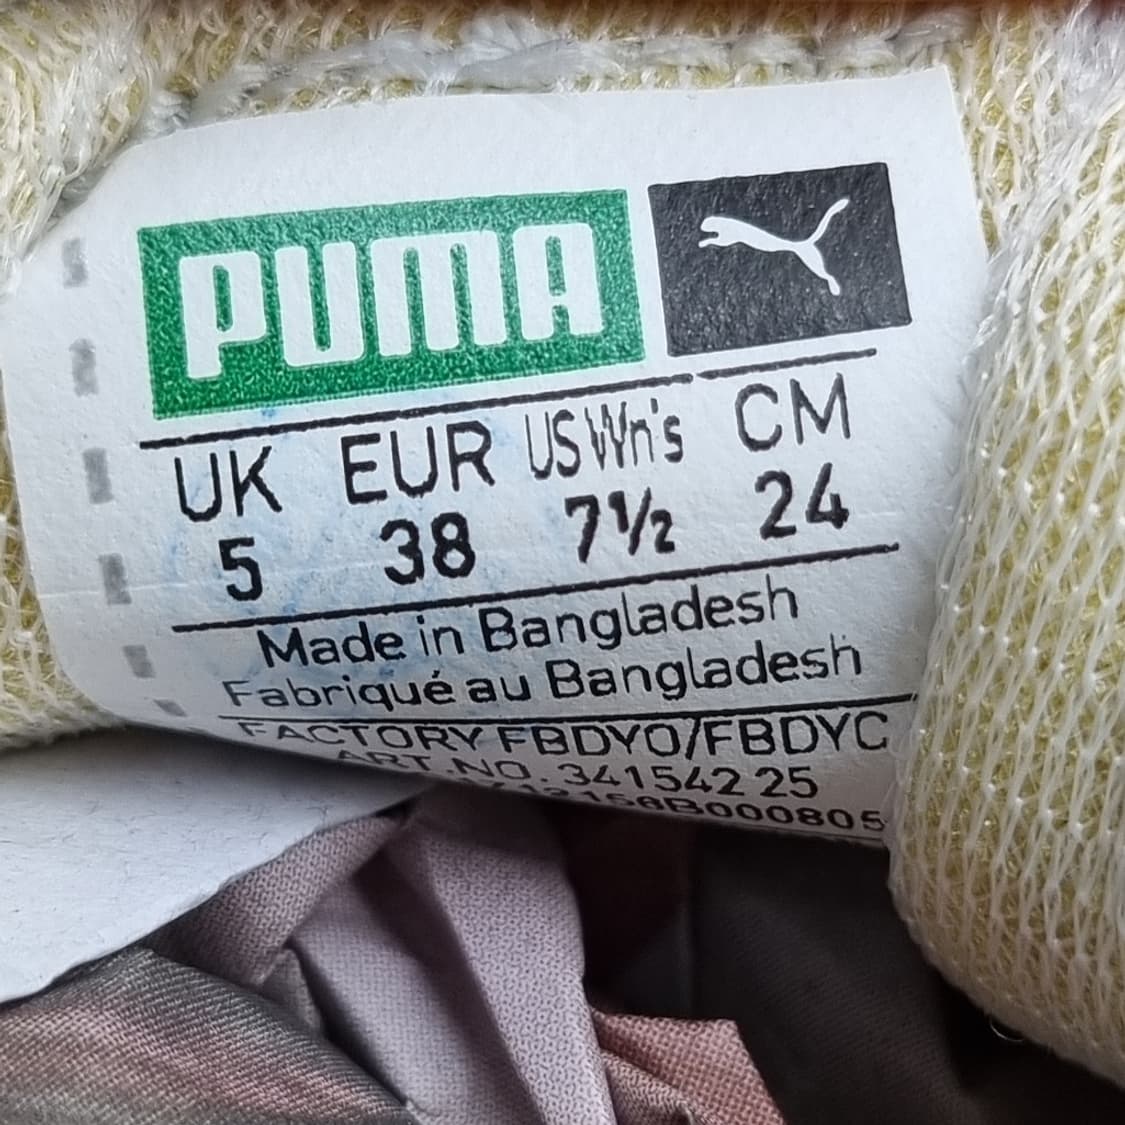 PUMA
UK EUR US Wn's CM
5 38 7½ 24
Made in Bangladesh
Fabriqué au Bangladesh
FACTORY FBDYO/FBDYC
ART.NO. 341542 25